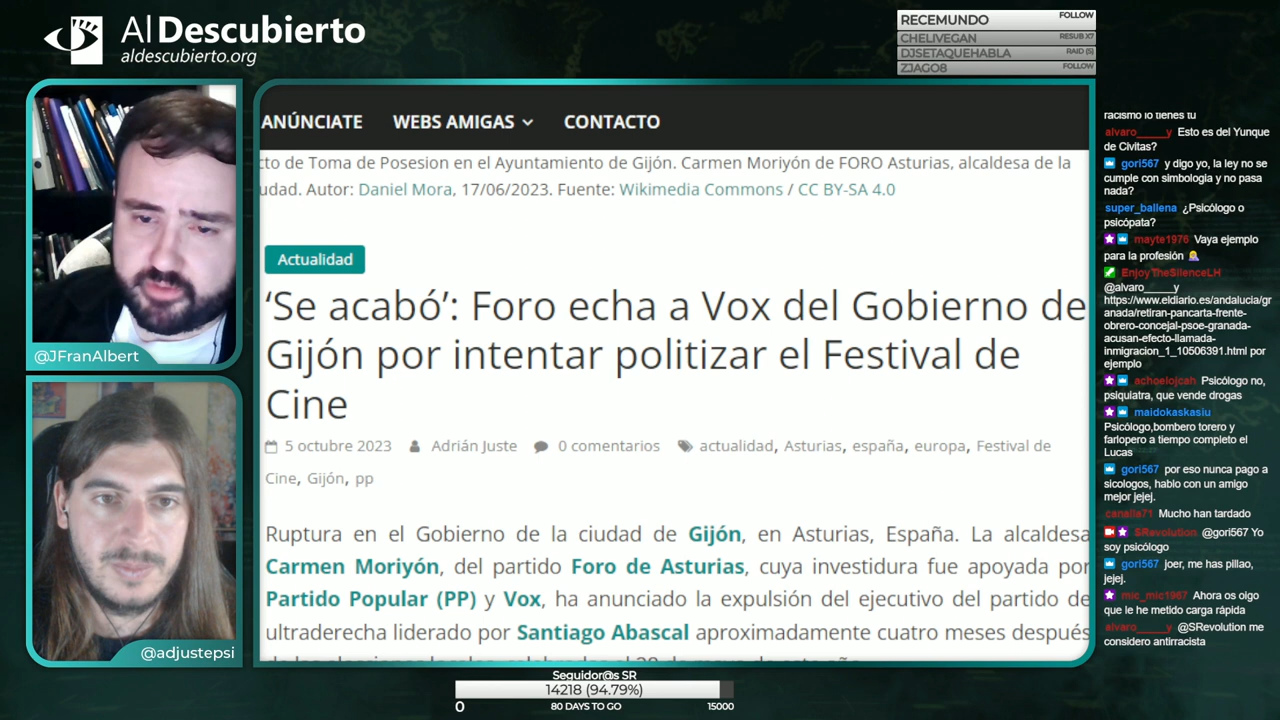 Al Descubierto
aldescubierto.org
RECEMUNDO FOLLOW
CHELIVEGAN RESUB X7
DJSETAQUEHABLA RAID (5)
ZJAGO8 FOLLOW
@JFranAlbert
@adjustepsi
ANÚNCIATE WEBS AMIGAS CONTACTO
cto de Toma de Posesion en el Ayuntamiento de Gijón. Carmen Moriyón de FORO Asturias, alcaldesa de la
udad. Autor: Daniel Mora, 17/06/2023. Fuente: Wikimedia Commons / CC BY-SA 4.0
Actualidad
‘Se acabó’: Foro echa a Vox del Gobierno de
Gijón por intentar politizar el Festival de
Cine
5 octubre 2023 Adrián Juste 0 comentarios actualidad, Asturias, españa, europa, Festival de
Cine, Gijón, pp
Ruptura en el Gobierno de la ciudad de Gijón, en Asturias, España. La alcaldesa
Carmen Moriyón, del partido Foro de Asturias, cuya investidura fue apoyada por
Partido Popular (PP) y Vox, ha anunciado la expulsión del ejecutivo del partido de
ultraderecha liderado por Santiago Abascal aproximadamente cuatro meses después
racismo lo tienes tu
alvaro_____y Esto es del Yunque
de Civitas?
gori567 y digo yo, la ley no se
cumple con simbología y no pasa
nada?
super_ballena ¿Psicólogo o
psicópata?
mayte1976 Vaya ejemplo
para la profesión
EnjoyTheSilenceLH
@alvaro_____y
https://www.eldiario.es/andalucia/gr
anada/retiran-pancarta-frente-
obrero-concejal-psoe-granada-
acusan-efecto-llamada-
inmigracion_1_10506391.html por
ejemplo
achoelojcah Psicólogo no,
psiquiatra, que vende drogas
maidokaskasiu
Psicólogo,bombero torero y
farlopero a tiempo completo el
Lucas
gori567 por eso nunca pago a
sicologos, hablo con un amigo
mejor jejej.
canalla71 Mucho han tardado
SRevolution @gori567 Yo
soy psicólogo
gori567 joer, me has pillao,
jejej.
mic_mic1967 Ahora os oigo
que le he metido carga rápida
alvaro_____y @SRevolution me
considero antirracista
Seguidor@s SR
14218 (94.79%)
0 80 DAYS TO GO 15000